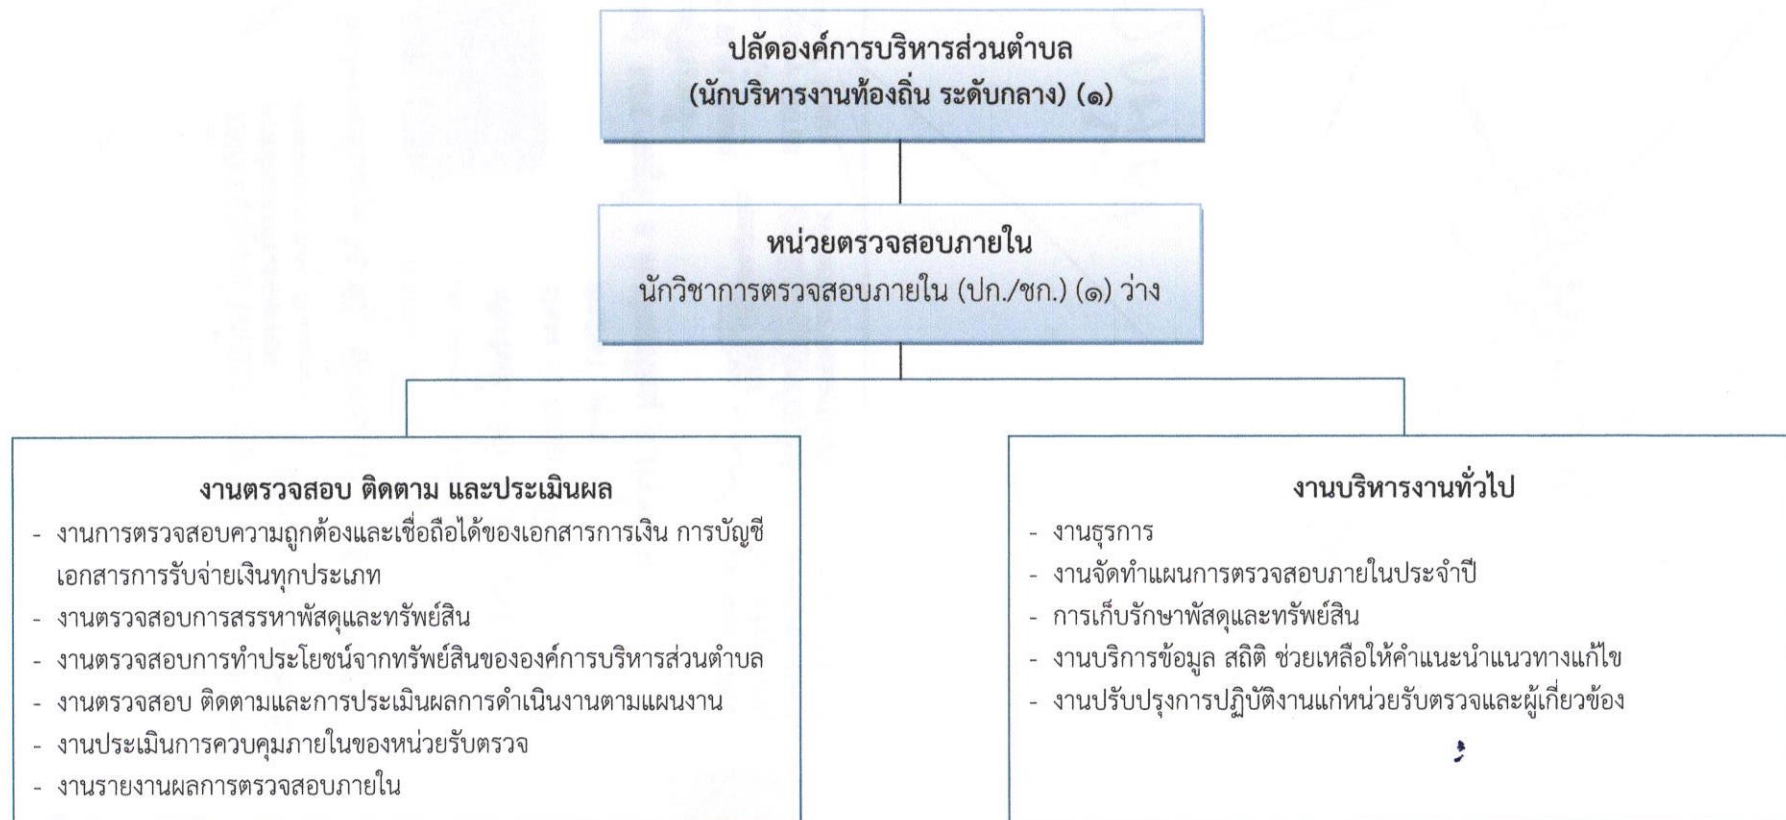 ปลัดองค์การบริหารส่วนตำบล
(นักบริหารงานท้องถิ่น ระดับกลาง) (๑)
หน่วยตรวจสอบภายใน
นักวิชาการตรวจสอบภายใน (ปก./ชก.) (๑) ว่าง
งานตรวจสอบ ติดตาม และประเมินผล
- งานการตรวจสอบความถูกต้องและเชื่อถือได้ของเอกสารการเงิน การบัญชี
เอกสารการรับจ่ายเงินทุกประเภท
- งานตรวจสอบการสรรหาพัสดุและทรัพย์สิน
- งานตรวจสอบการทำประโยชน์จากทรัพย์สินขององค์การบริหารส่วนตำบล
- งานตรวจสอบ ติดตามและการประเมินผลการดำเนินงานตามแผนงาน
- งานประเมินการควบคุมภายในของหน่วยรับตรวจ
- งานรายงานผลการตรวจสอบภายใน
งานบริหารงานทั่วไป
- งานธุรการ
- งานจัดทำแผนการตรวจสอบภายในประจำปี
- การเก็บรักษาพัสดุและทรัพย์สิน
- งานบริการข้อมูล สถิติ ช่วยเหลือให้คำแนะนำแนวทางแก้ไข
- งานปรับปรุงการปฏิบัติงานแก่หน่วยรับตรวจและผู้เกี่ยวข้อง